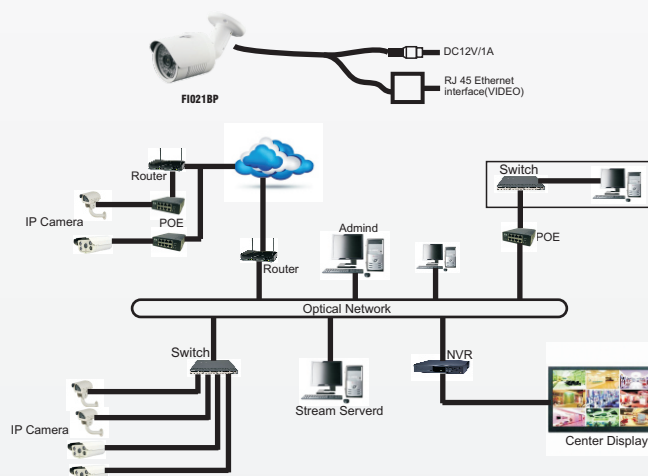 DC12V/1A
RJ 45 Ethernet
interface(VIDEO)
FI021BP
Router
IP Camera
POE
Switch
POE
Admind
Router
Optical Network
Switch
NVR
Stream Serverd
IP Camera
Center Display